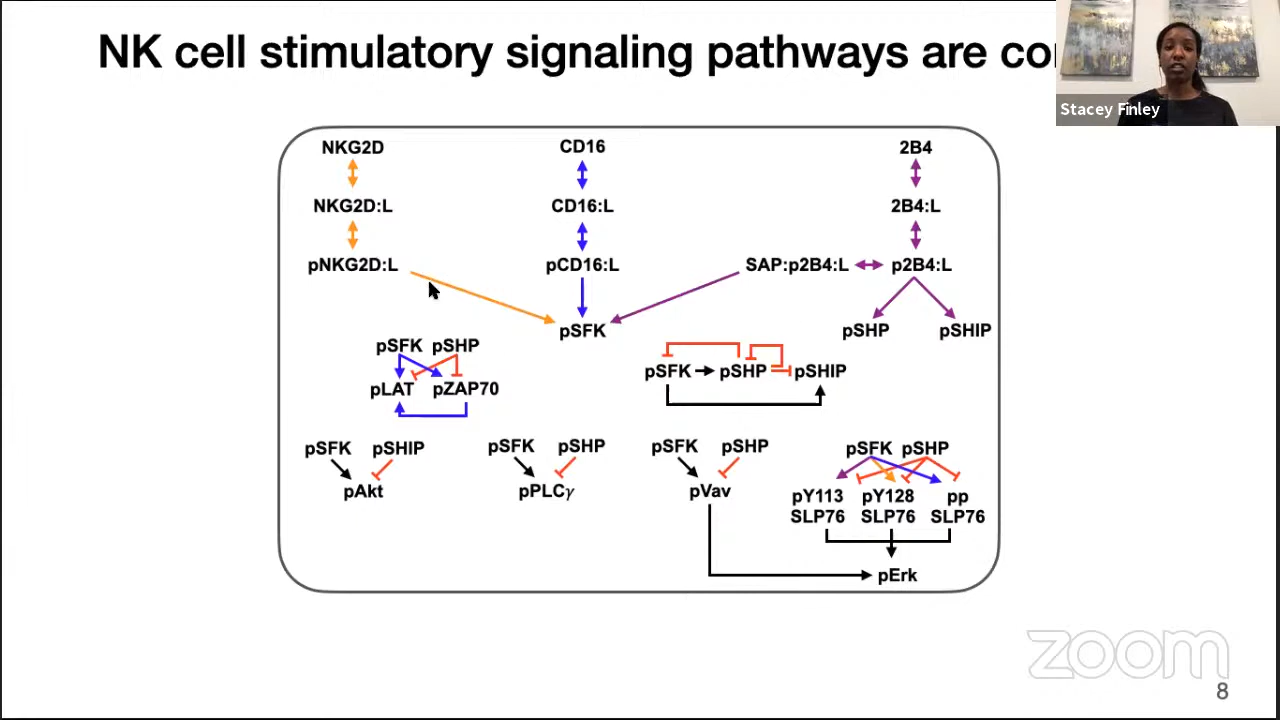 NK cell stimulatory signaling pathways are co
Stacey Finley
NKG2D CD16 2B4
NKG2D:L CD16:L 2B4:L
pNKG2D:L pCD16:L SAP:p2B4:L p2B4:L
pSFK pSHP pSHIP
pSFK pSHP
pLAT pZAP70
pSFK pSHP pSHIP
pSFK pSHIP pSFK pSHP pSFK pSHP pSFK pSHP
pAkt pPLCγ pVav
pY113 pY128 pp
SLP76 SLP76 SLP76
pErk
zoom
8